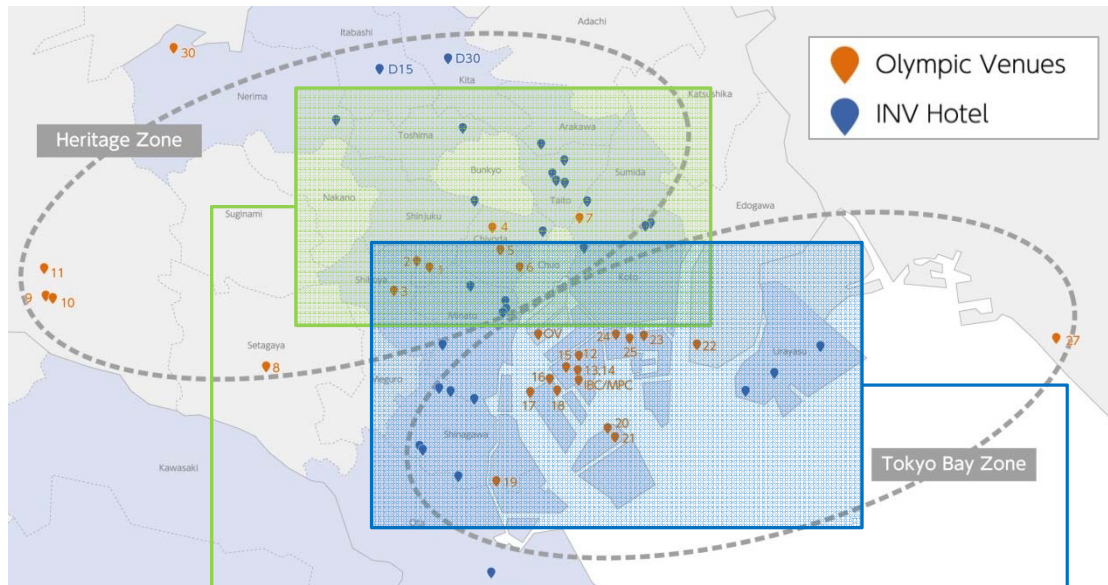 Adachi
Itabashi
30
D30
D15
Kita
Olympic Venues
INV Hotel
Nerima
Katsushika
Toshima
Arakawa
Heritage Zone
Bunkyo
Sumida
Nakano
Taito
Suginami
Shinjuku
4
7
Edogawa
Chiyoda
5
2
1
6
Chuo
11
Koto
Shibuya
3
9
10
Minato
OV
24
25
23
22
27
Setagaya
8
15
12
13,14
Urayasu
Meguro
16
IBC/MPC
17
18
20
21
Shinagawa
Kawasaki
Tokyo Bay Zone
19
Ota